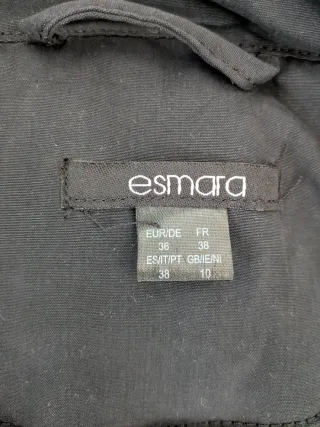 esmara
EUR/DE FR
36 38
ES/IT/PT GB/IE/NI
38 10